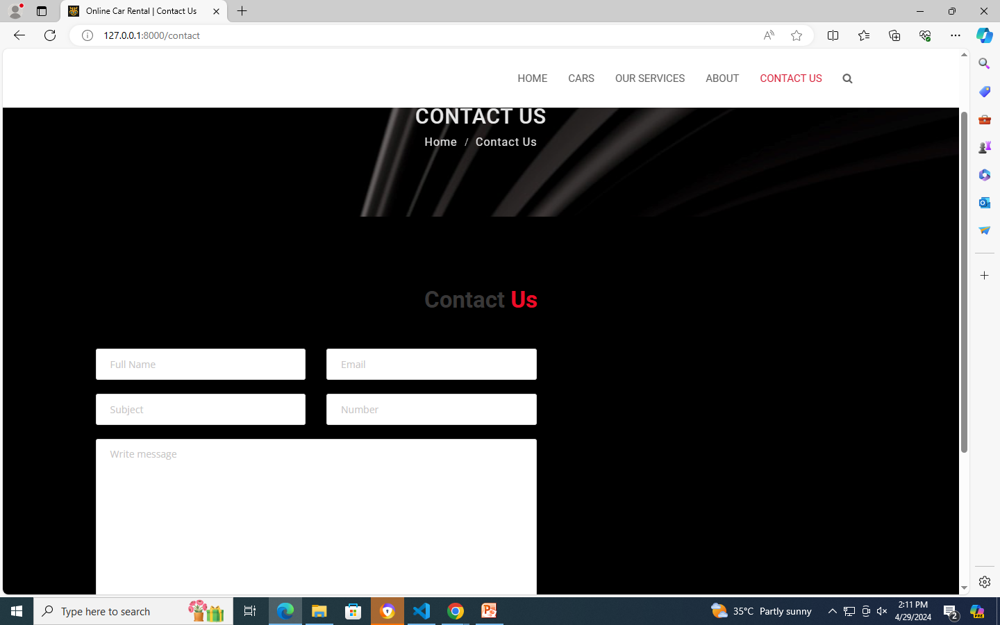 Online Car Rental | Contact Us
127.0.0.1:8000/contact
HOME CARS OUR SERVICES ABOUT CONTACT US
CONTACT US
Home / Contact Us
Contact Us
Full Name Email
Subject Number
Write message
Type here to search
35°C Partly sunny
2:11 PM
4/29/2024
2
PRE